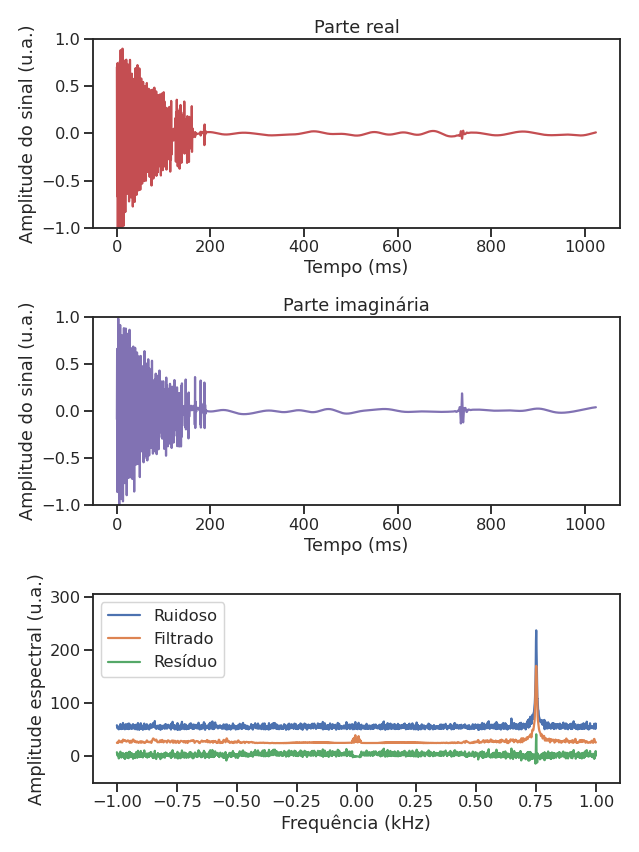 Parte real
Amplitude do sinal (u.a.)
1.0
0.5
0.0
−0.5
−1.0
0 200 400 600 800 1000
Tempo (ms)
Parte imaginária
Amplitude do sinal (u.a.)
1.0
0.5
0.0
−0.5
−1.0
0 200 400 600 800 1000
Tempo (ms)
Amplitude espectral (u.a.)
300
200
100
0
Ruidoso
Filtrado
Resíduo
−1.00 −0.75 −0.50 −0.25 0.00 0.25 0.50 0.75 1.00
Frequência (kHz)